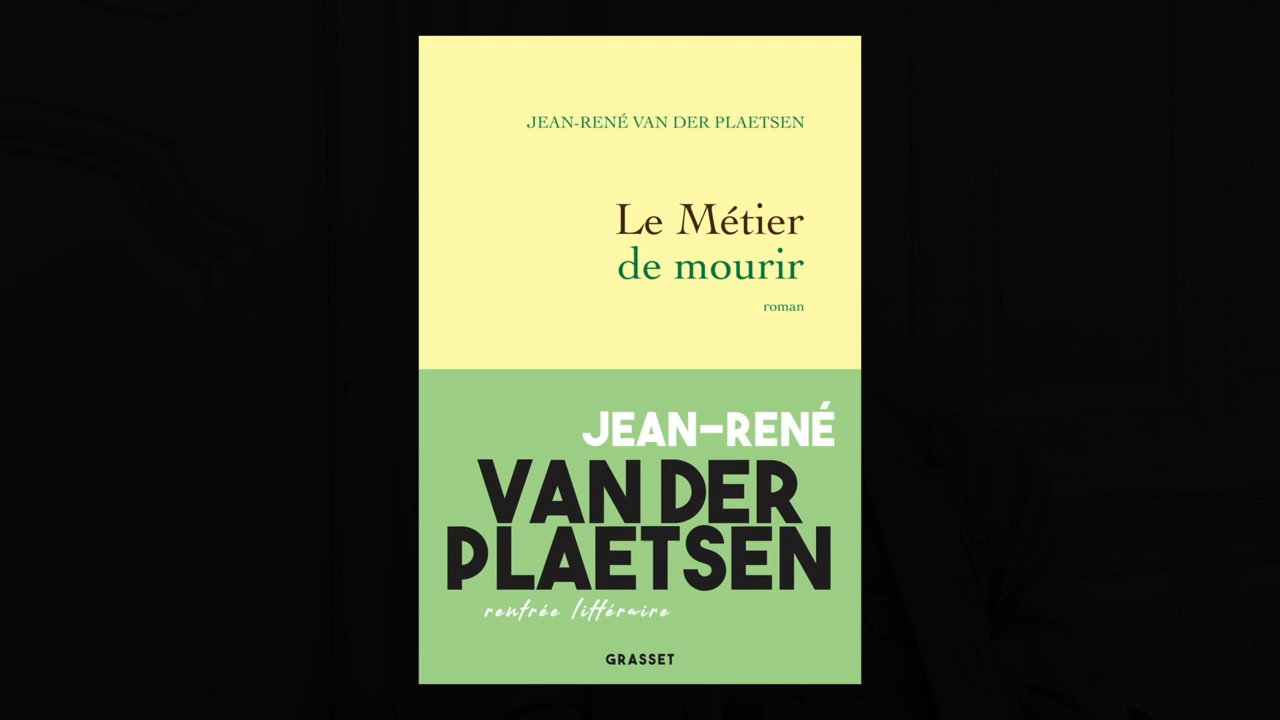 JEAN-RENÉ VAN DER PLAETSEN
Le Métier
de mourir
roman
JEAN-RENÉ
VAN DER
PLAETSEN
rentrée littéraire
GRASSET